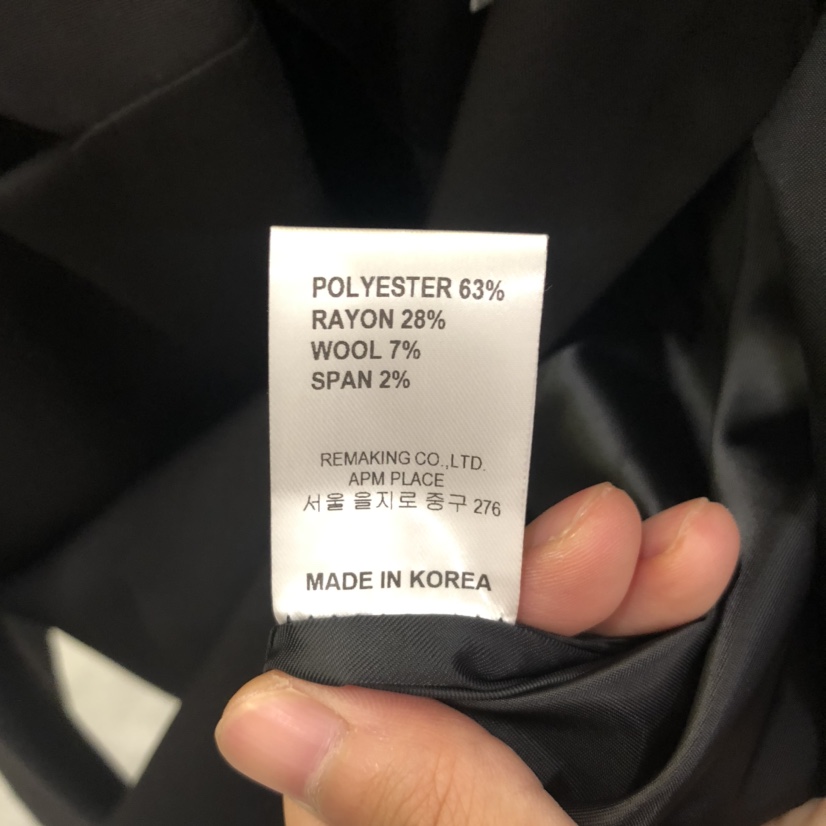 POLYESTER 63%
RAYON 28%
WOOL 7%
SPAN 2%
REMAKING CO.,LTD.
APM PLACE
서울 을지로 중구 276
MADE IN KOREA